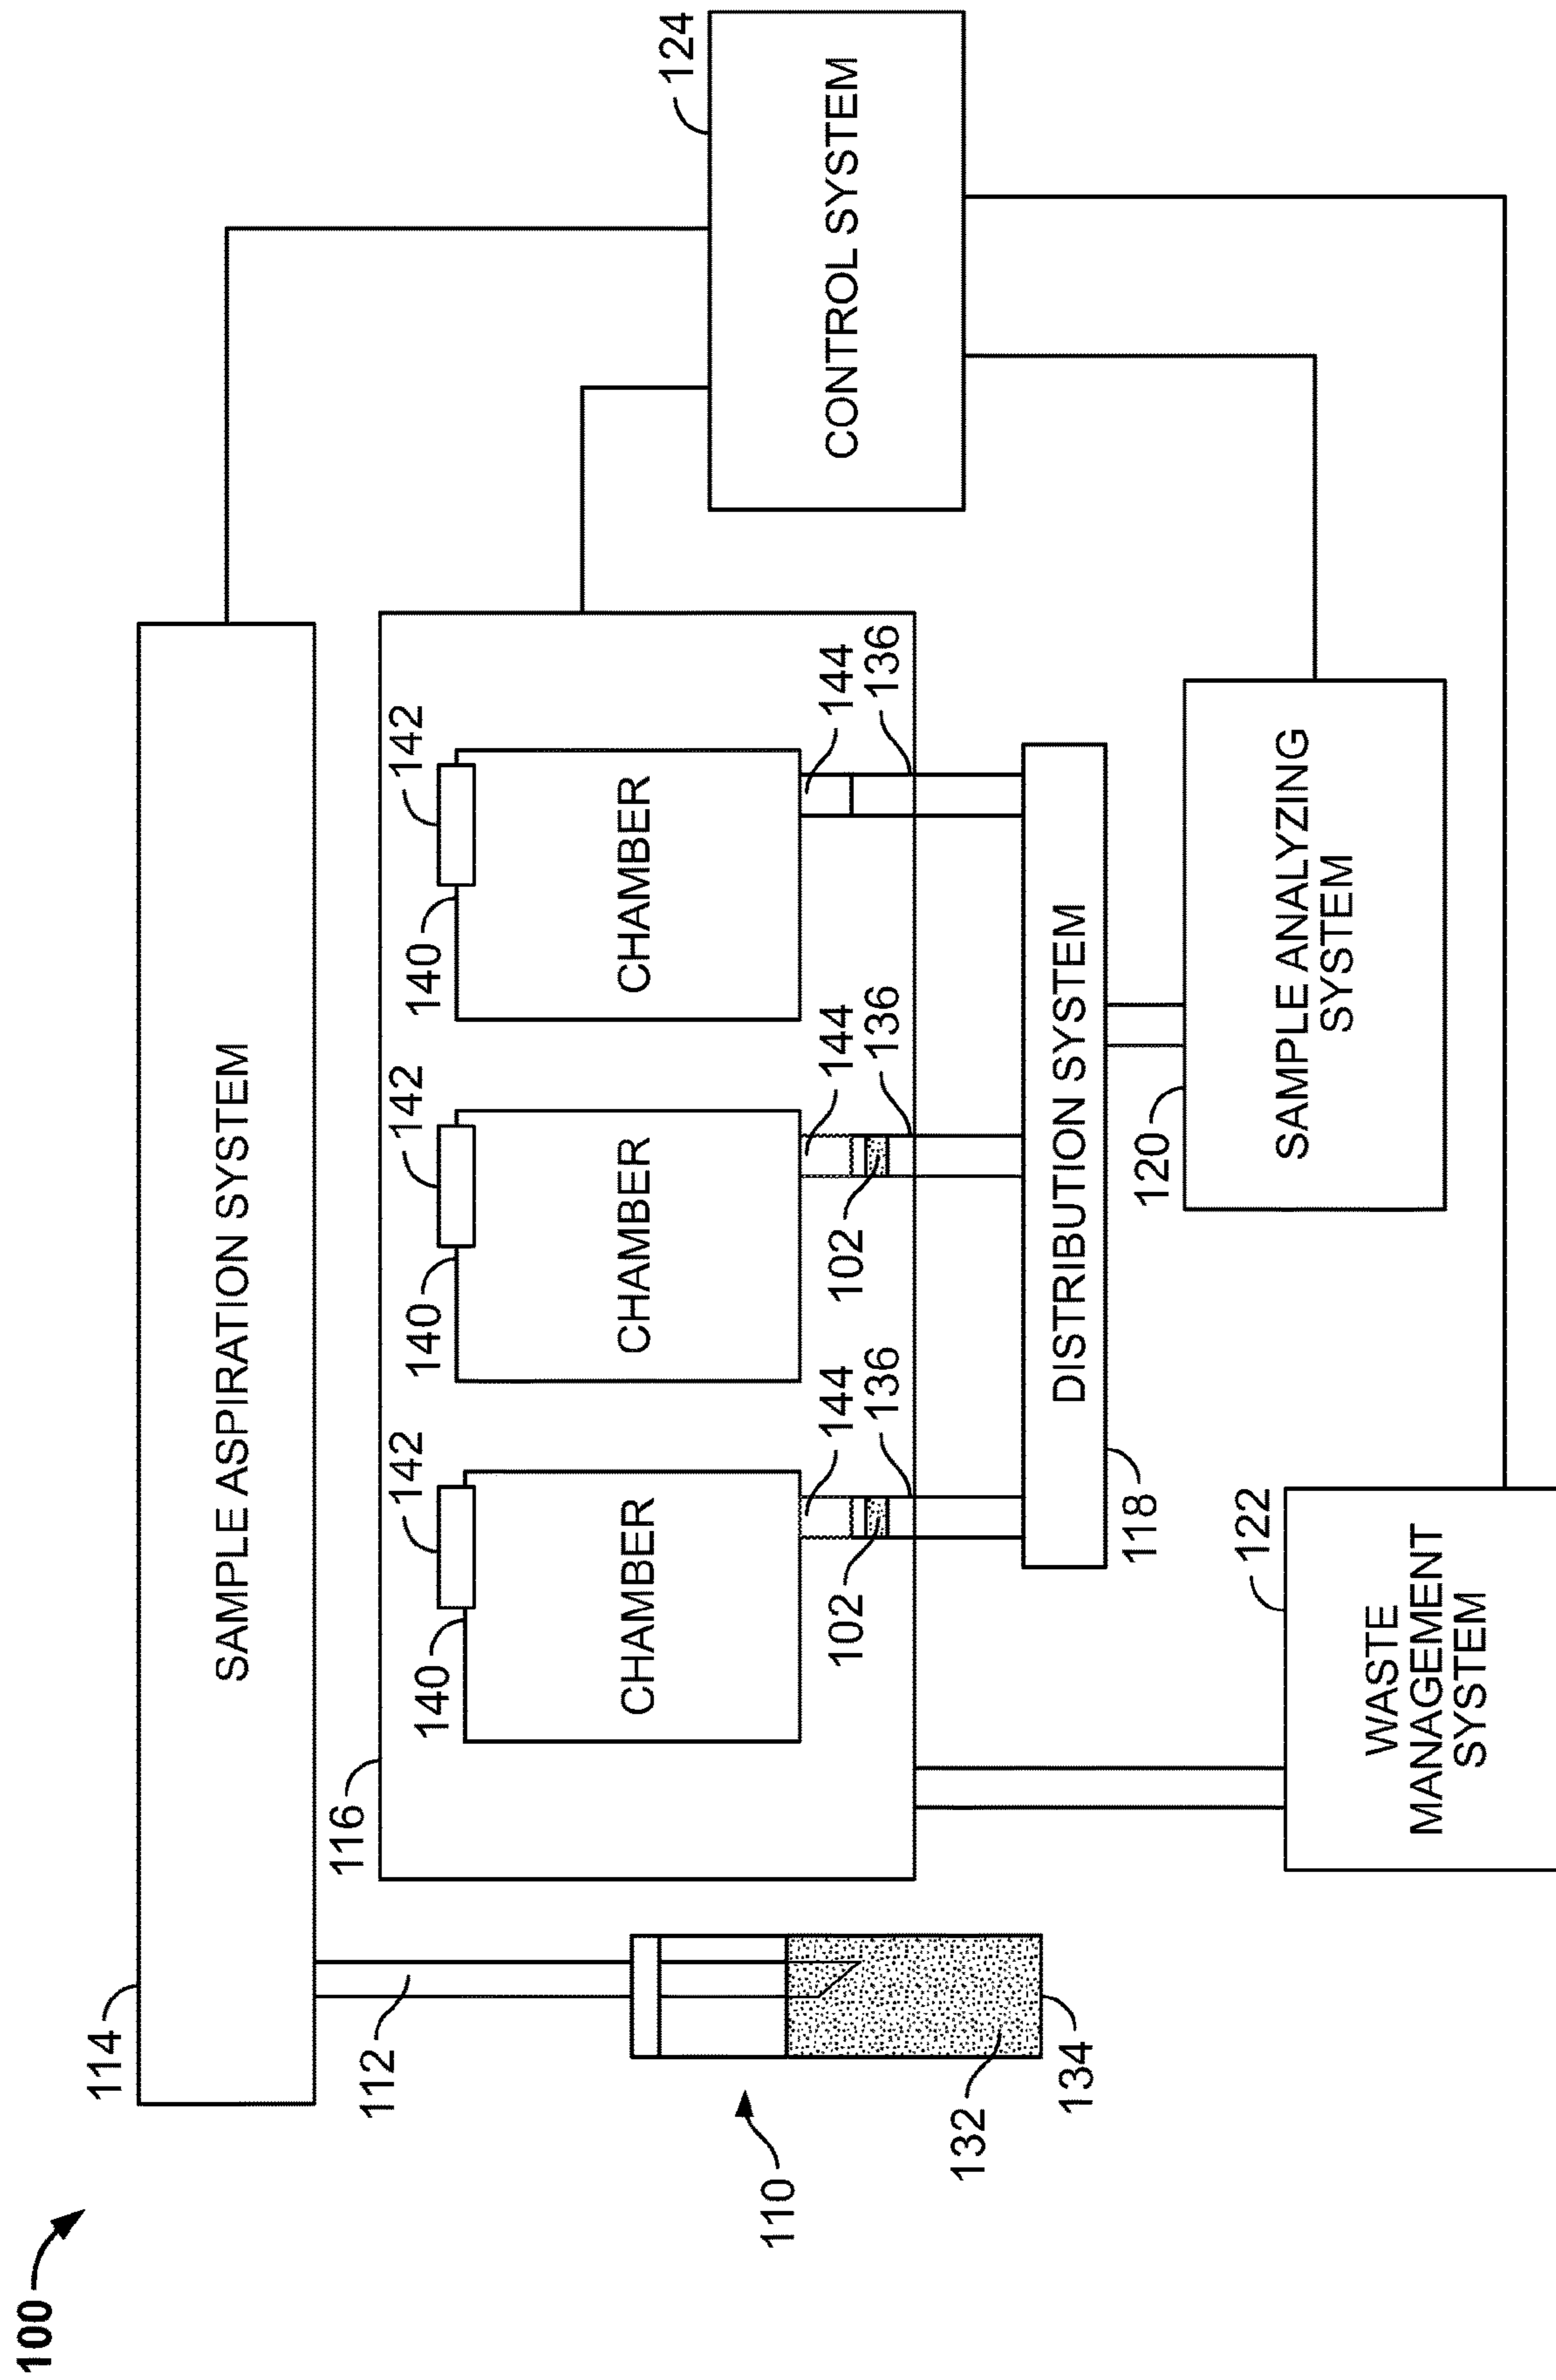 100
114
SAMPLE ASPIRATION SYSTEM
112
110
132
134
116
140
142
CHAMBER
144
136
102
140
142
CHAMBER
144
136
102
140
142
CHAMBER
144
136
DISTRIBUTION SYSTEM
118
124
CONTROL SYSTEM
122
WASTE
MANAGEMENT
SYSTEM
120
SAMPLE ANALYZING
SYSTEM